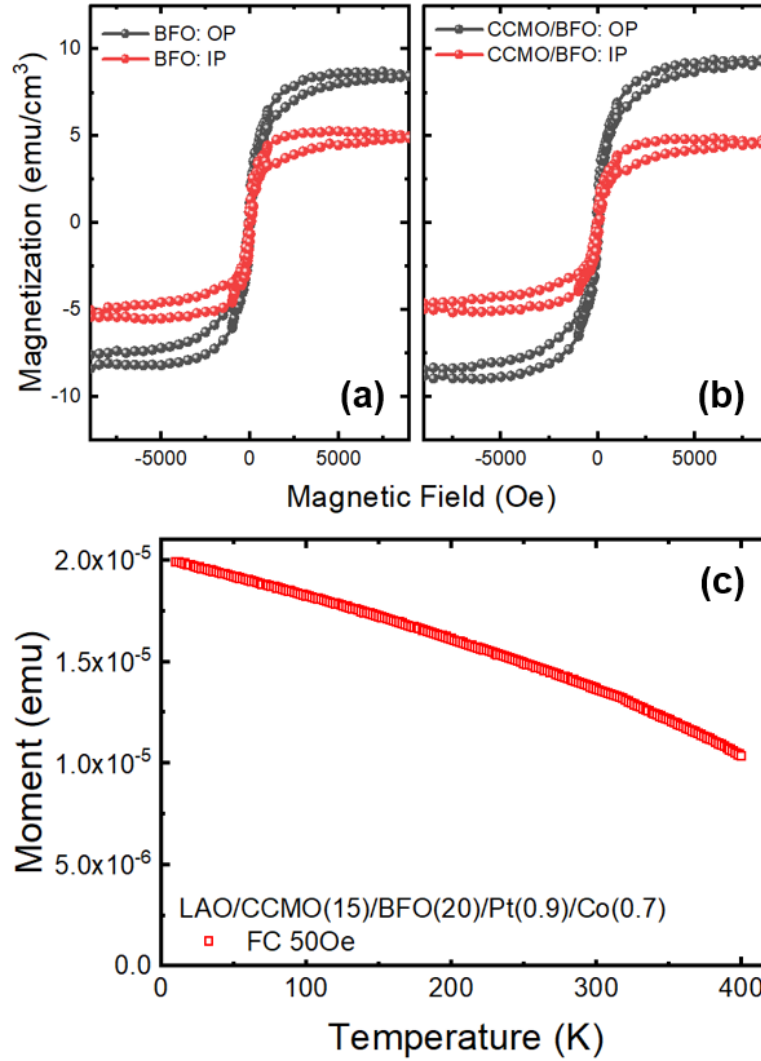 BFO: OP
BFO: IP
CCMO/BFO: OP
CCMO/BFO: IP
Magnetization (emu/cm³)
10
5
0
-5
-10
(a)
(b)
-5000 0 5000
-5000 0 5000
Magnetic Field (Oe)
(c)
Moment (emu)
2.0x10⁻⁵
1.5x10⁻⁵
1.0x10⁻⁵
5.0x10⁻⁶
0.0
LAO/CCMO(15)/BFO(20)/Pt(0.9)/Co(0.7)
FC 50Oe
0 100 200 300 400
Temperature (K)